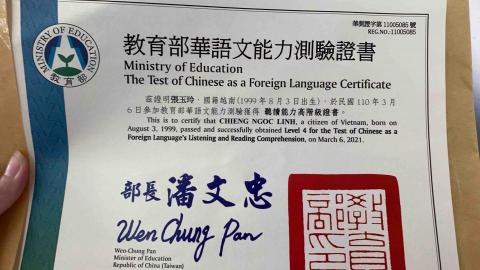 華測證字第 11005085 號
REG.NO.: 11005085
MINISTRY OF EDUCATION
教育部
教育部華語文能力測驗證書
Ministry of Education
The Test of Chinese as a Foreign Language Certificate
茲證明張玉玲,國籍越南(1999 年 8 月 3 日出生),於民國 110 年 3 月
6 日參加教育部華語文能力測驗獲得 聽讀能力高階級證書。
This is to certify that CHIENG NGOC LINH, a citizen of Vietnam, born on
August 3, 1999, passed and successfully obtained Level 4 for the Test of Chinese as a
Foreign Language's Listening and Reading Comprehension, on March 6, 2021.
部長 潘文忠
Wen Chung Pan
Wen-Chung Pan
Minister of Education
Republic of China (Taiwan)